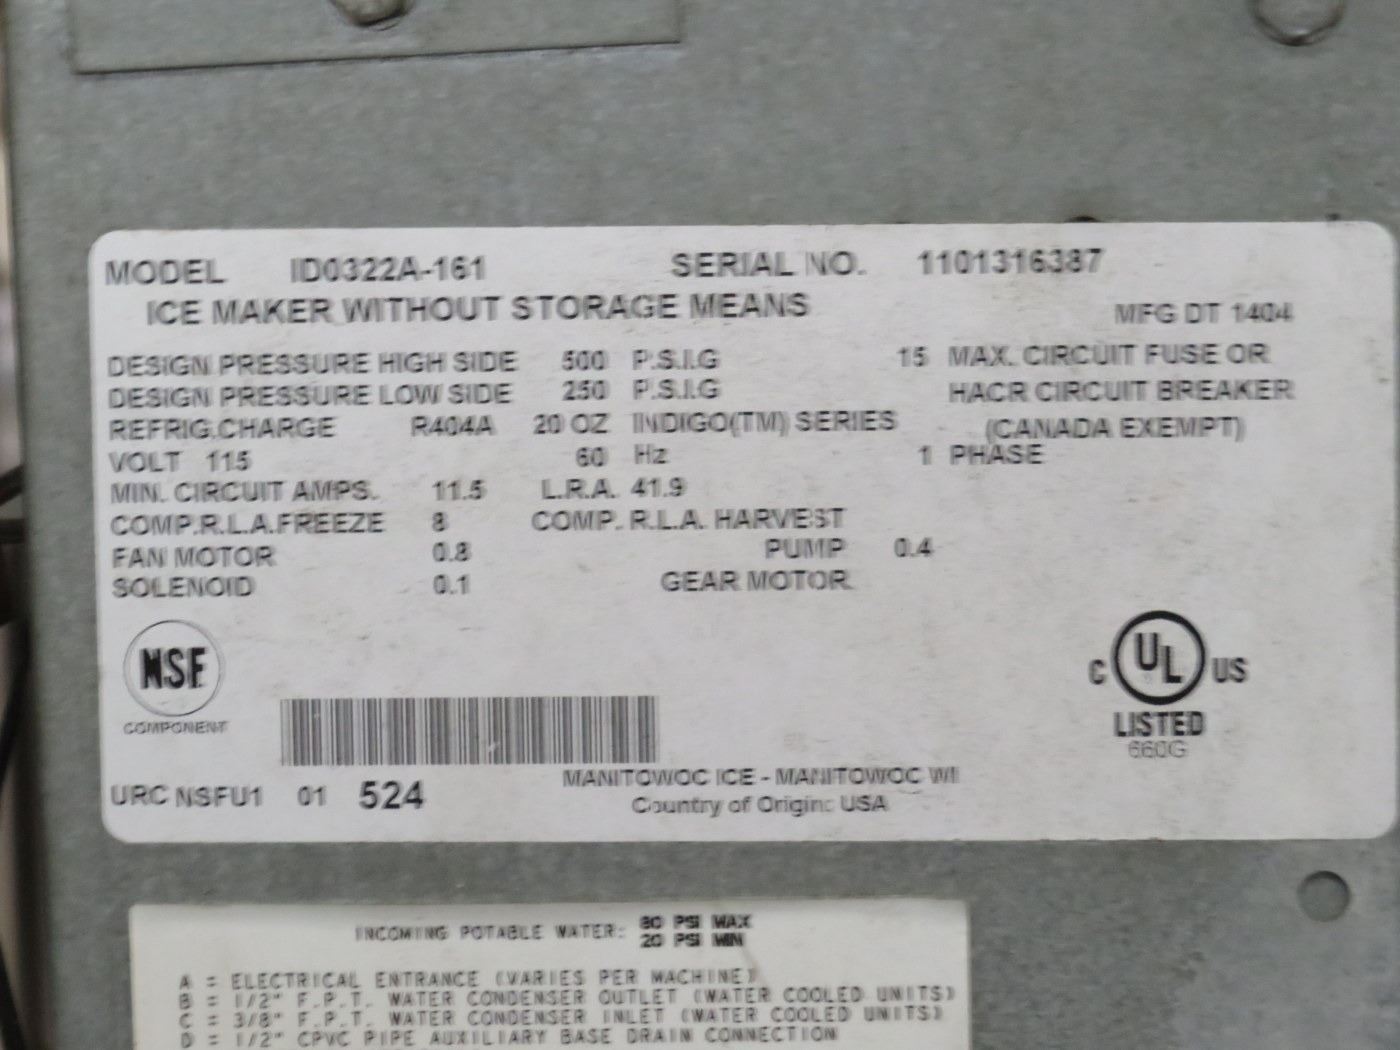 MODEL ID0322A-161 SERIAL NO. 1101316387
ICE MAKER WITHOUT STORAGE MEANS MFG DT 1404
DESIGN PRESSURE HIGH SIDE 500 P.S.I.G 15 MAX. CIRCUIT FUSE OR
DESIGN PRESSURE LOW SIDE 250 P.S.I.G HACR CIRCUIT BREAKER
REFRIG.CHARGE R404A 20 OZ INDIGO(TM) SERIES (CANADA EXEMPT)
VOLT 115 60 Hz 1 PHASE
MIN. CIRCUIT AMPS. 11.5 L.R.A. 41.9
COMP.R.L.A.FREEZE 8 COMP. R.L.A. HARVEST
FAN MOTOR 0.8 PUMP 0.4
SOLENOID 0.1 GEAR MOTOR
NSF
COMPONENT
C UL US
LISTED
660G
URC NSFU1 01 524
MANITOWOC ICE - MANITOWOC WI
Country of Origin: USA
INCOMING POTABLE WATER: 80 PSI MAX
20 PSI MIN
A = ELECTRICAL ENTRANCE (VARIES PER MACHINE)
B = 1/2" F.P.T. WATER CONDENSER OUTLET (WATER COOLED UNITS)
C = 3/8" F.P.T. WATER CONDENSER INLET (WATER COOLED UNITS)
D = 1/2" CPVC PIPE AUXILIARY BASE DRAIN CONNECTION